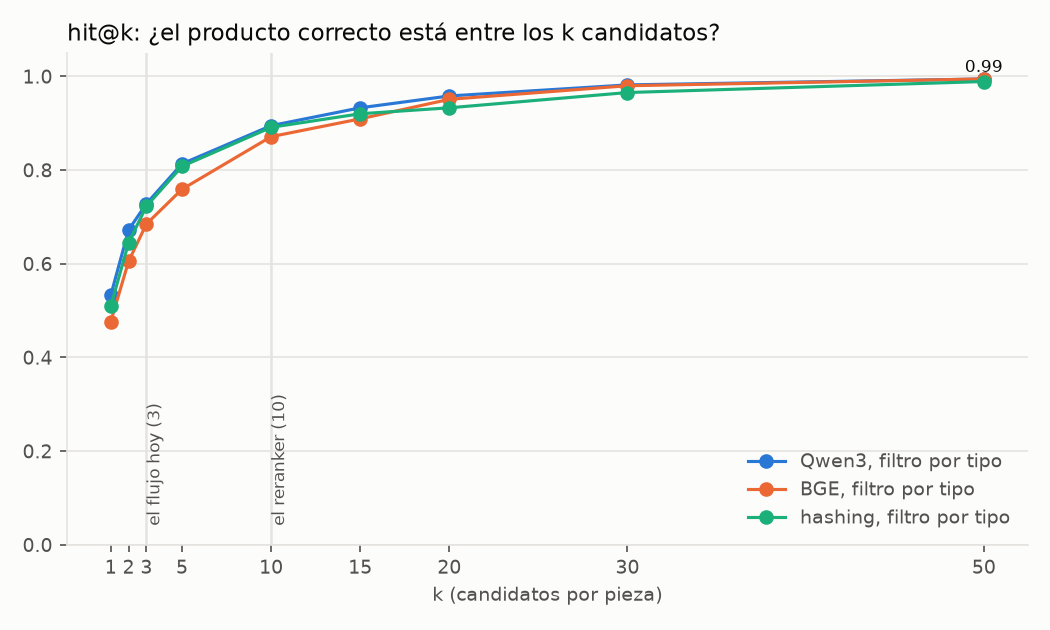 hit@k: ¿el producto correcto está entre los k candidatos?
0.99
1.0
0.8
0.6
0.4
0.2
0.0
el flujo hoy (3)
el reranker (10)
Qwen3, filtro por tipo
BGE, filtro por tipo
hashing, filtro por tipo
1 2 3 5 10 15 20 30 50
k (candidatos por pieza)